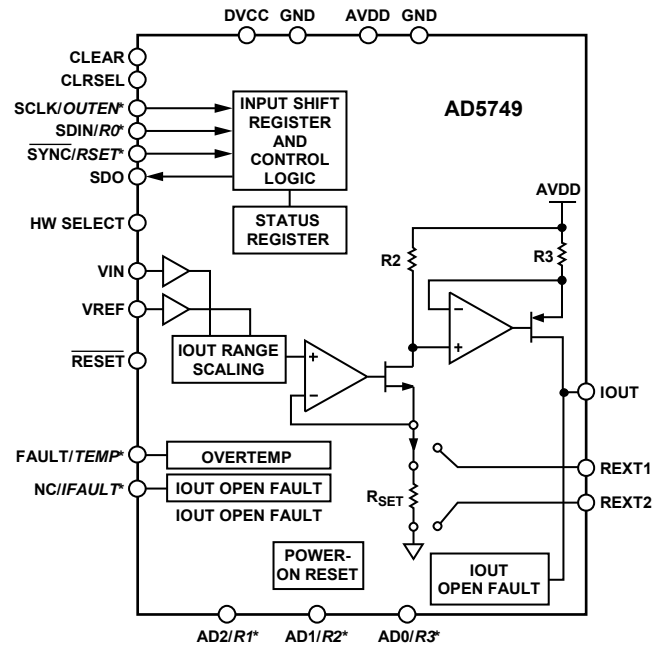 DVCC GND AVDD GND
CLEAR
CLRSEL
SCLK/OUTEN*
SDIN/R0*
SYNC/RSET*
SDO
HW SELECT
VIN
VREF
RESET
FAULT/TEMP*
NC/IFAULT*
INPUT SHIFT
REGISTER
AND
CONTROL
LOGIC
STATUS
REGISTER
AD5749
AVDD
R2
R3
IOUT RANGE
SCALING
+
−
−
+
IOUT
REXT1
REXT2
OVERTEMP
IOUT OPEN FAULT
IOUT OPEN FAULT
RSET
POWER-
ON RESET
IOUT
OPEN FAULT
AD2/R1* AD1/R2* AD0/R3*